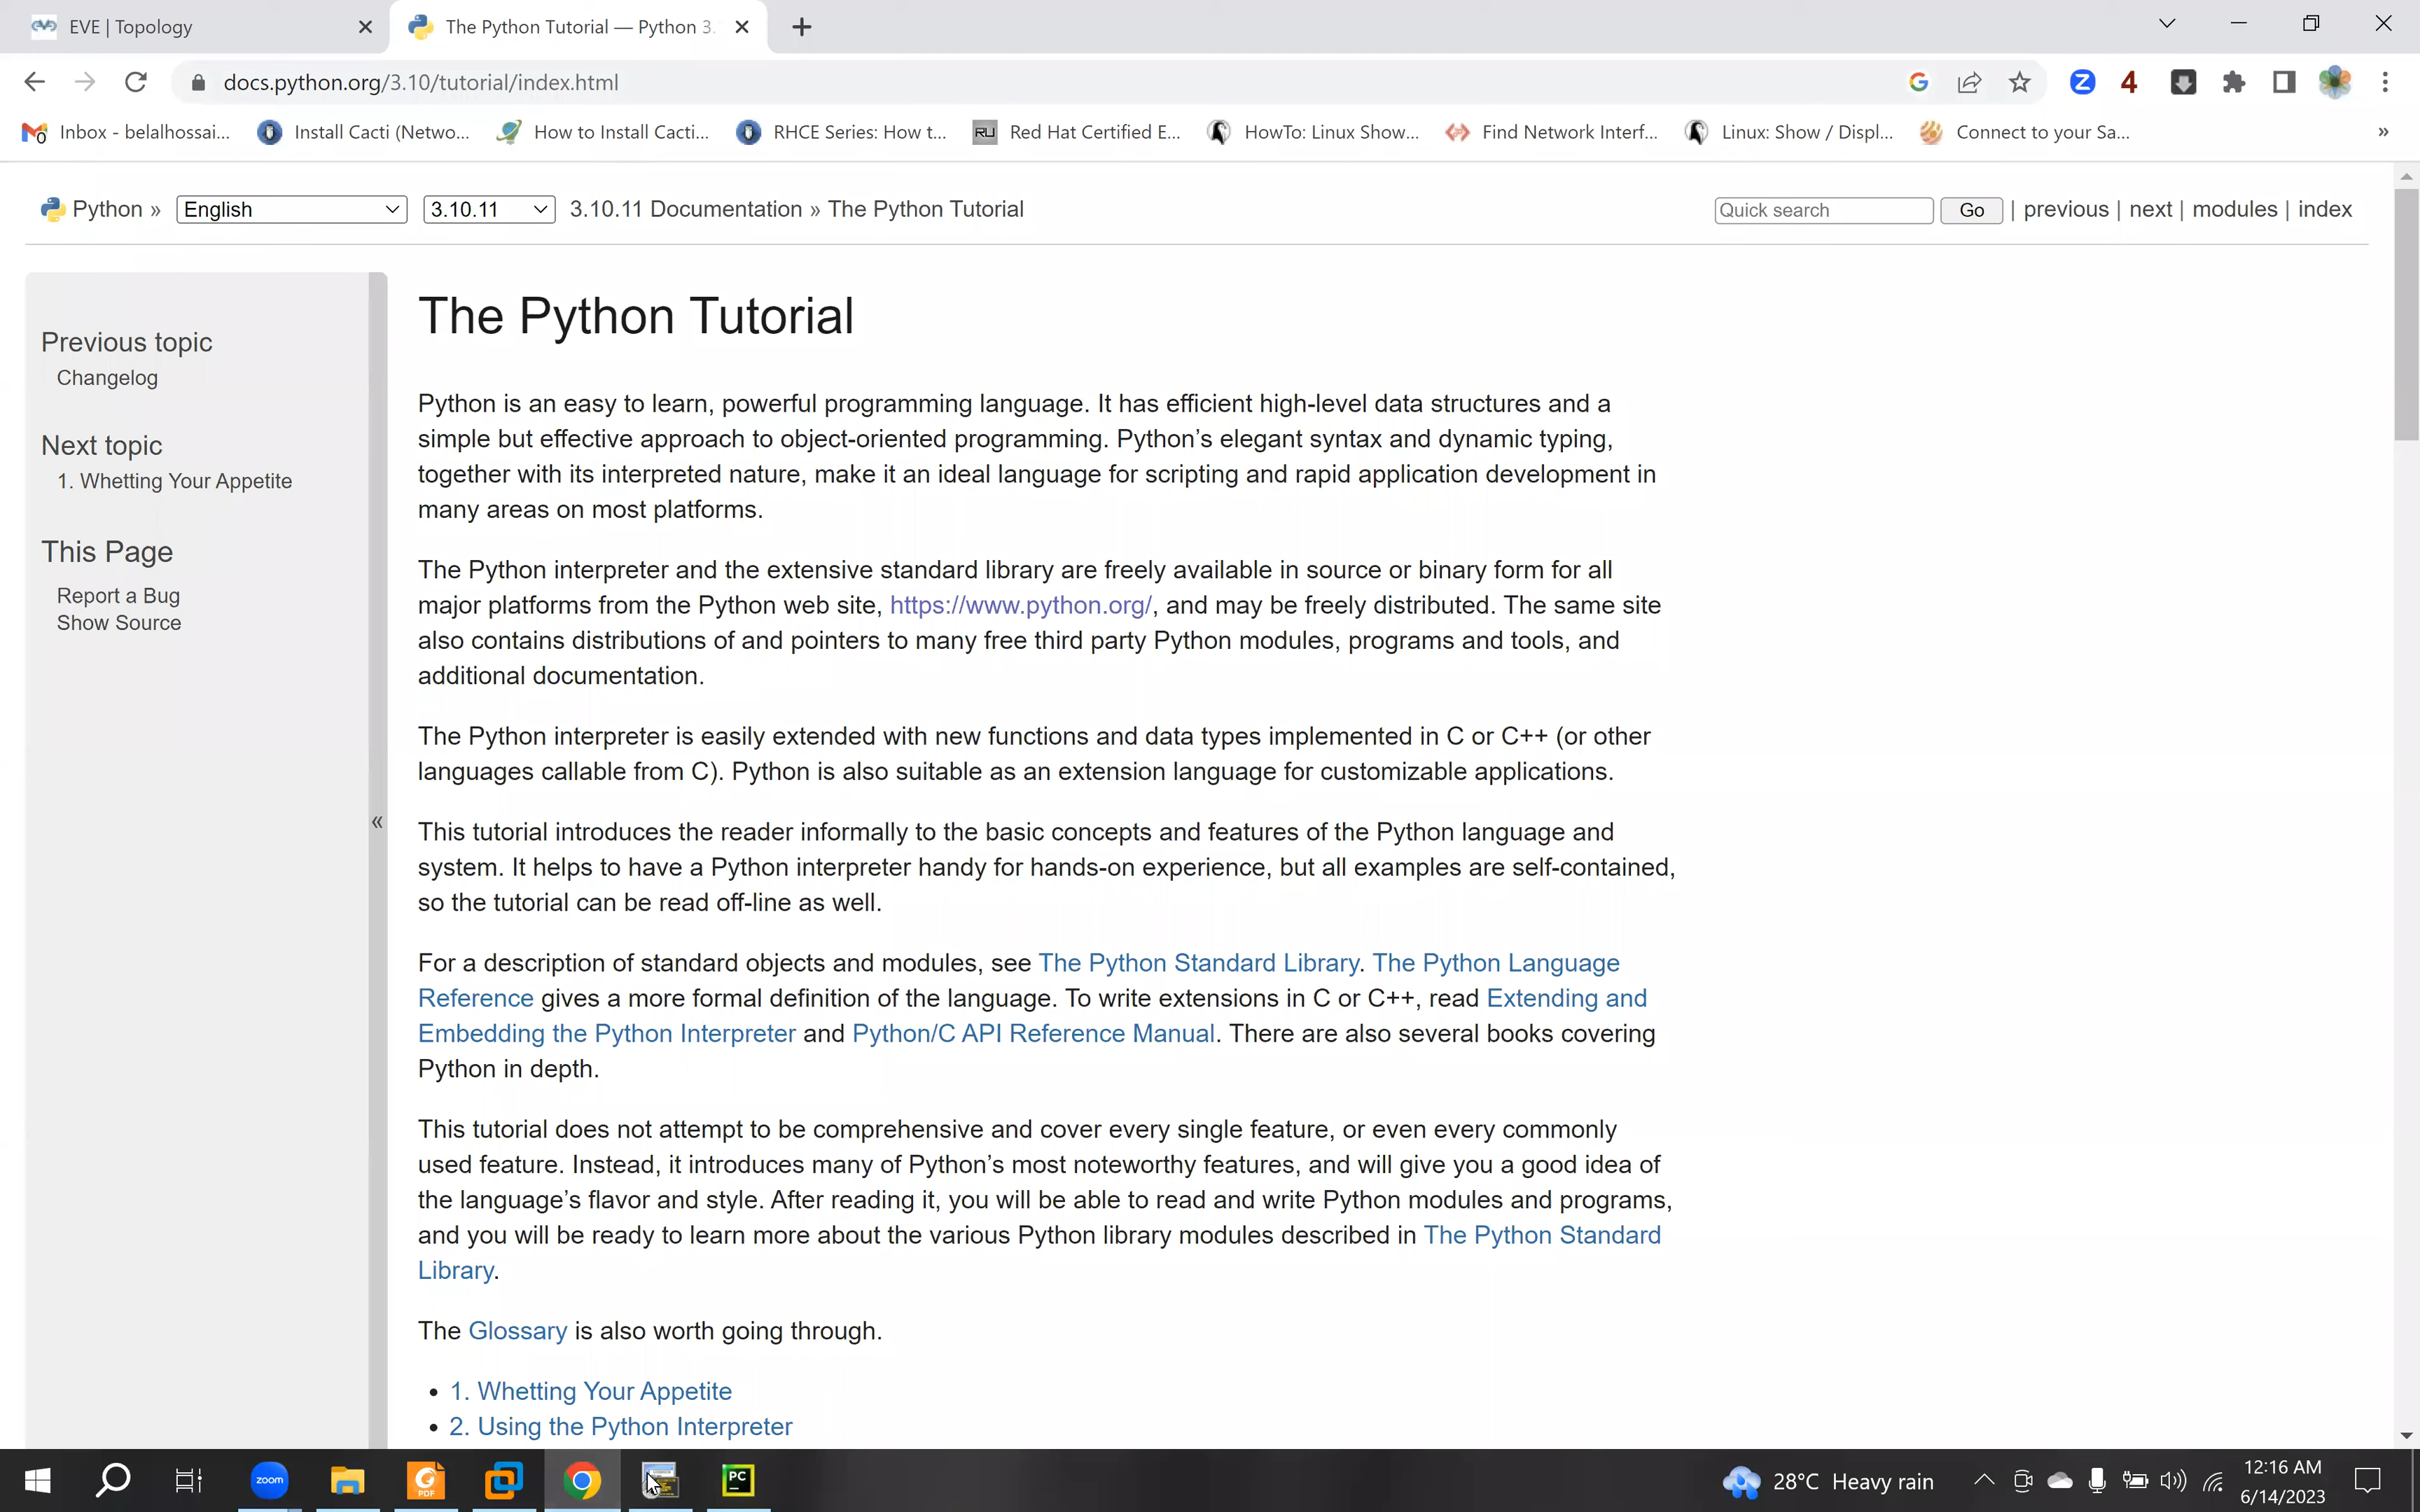 EVE | Topology
The Python Tutorial — Python 3.
docs.python.org/3.10/tutorial/index.html
Inbox - belalhossai...
Install Cacti (Netwo...
How to Install Cacti...
RHCE Series: How t...
Red Hat Certified E...
HowTo: Linux Show...
Find Network Interf...
Linux: Show / Displ...
Connect to your Sa...
»
Python » English 3.10.11 3.10.11 Documentation » The Python Tutorial
Quick search Go | previous | next | modules | index
Previous topic
Changelog
Next topic
1. Whetting Your Appetite
This Page
Report a Bug
Show Source
«
The Python Tutorial
Python is an easy to learn, powerful programming language. It has efficient high-level data structures and a
simple but effective approach to object-oriented programming. Python’s elegant syntax and dynamic typing,
together with its interpreted nature, make it an ideal language for scripting and rapid application development in
many areas on most platforms.
The Python interpreter and the extensive standard library are freely available in source or binary form for all
major platforms from the Python web site, https://www.python.org/, and may be freely distributed. The same site
also contains distributions of and pointers to many free third party Python modules, programs and tools, and
additional documentation.
The Python interpreter is easily extended with new functions and data types implemented in C or C++ (or other
languages callable from C). Python is also suitable as an extension language for customizable applications.
This tutorial introduces the reader informally to the basic concepts and features of the Python language and
system. It helps to have a Python interpreter handy for hands-on experience, but all examples are self-contained,
so the tutorial can be read off-line as well.
For a description of standard objects and modules, see The Python Standard Library. The Python Language
Reference gives a more formal definition of the language. To write extensions in C or C++, read Extending and
Embedding the Python Interpreter and Python/C API Reference Manual. There are also several books covering
Python in depth.
This tutorial does not attempt to be comprehensive and cover every single feature, or even every commonly
used feature. Instead, it introduces many of Python’s most noteworthy features, and will give you a good idea of
the language’s flavor and style. After reading it, you will be able to read and write Python modules and programs,
and you will be ready to learn more about the various Python library modules described in The Python Standard
Library.
The Glossary is also worth going through.
• 1. Whetting Your Appetite
• 2. Using the Python Interpreter
zoom
PDF
PC
28°C Heavy rain
12:16 AM
6/14/2023